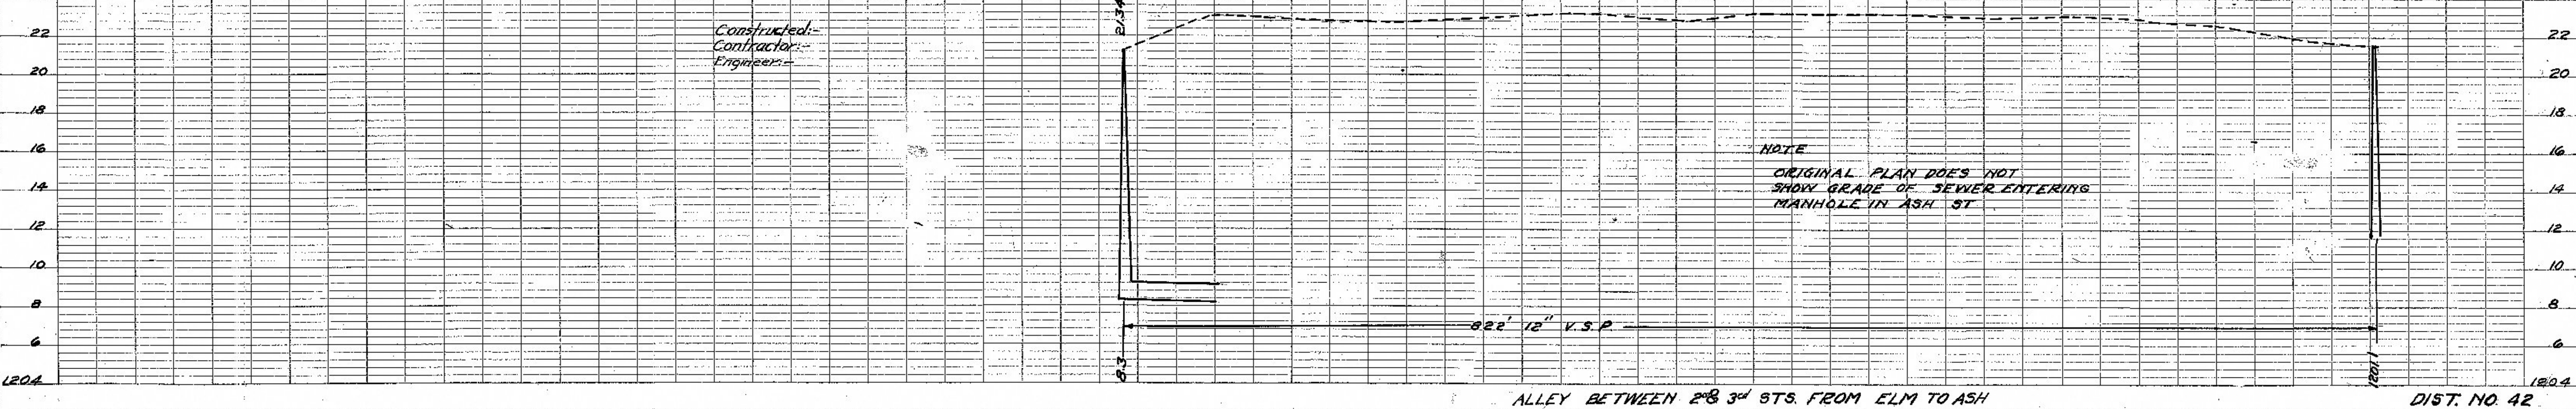 Constructed:-
Contractor:-
Engineer:-
21.34
22
20
18
16
14
12
10
8
6
1204
22
20
18
16
14
12
10
8
6
1204
NOTE
ORIGINAL PLAN DOES NOT
SHOW GRADE OF SEWER ENTERING
MANHOLE IN ASH ST
822' 12" V.S.P.
8.3
ALLEY BETWEEN 2nd & 3rd STS. FROM ELM TO ASH
DIST. NO. 42